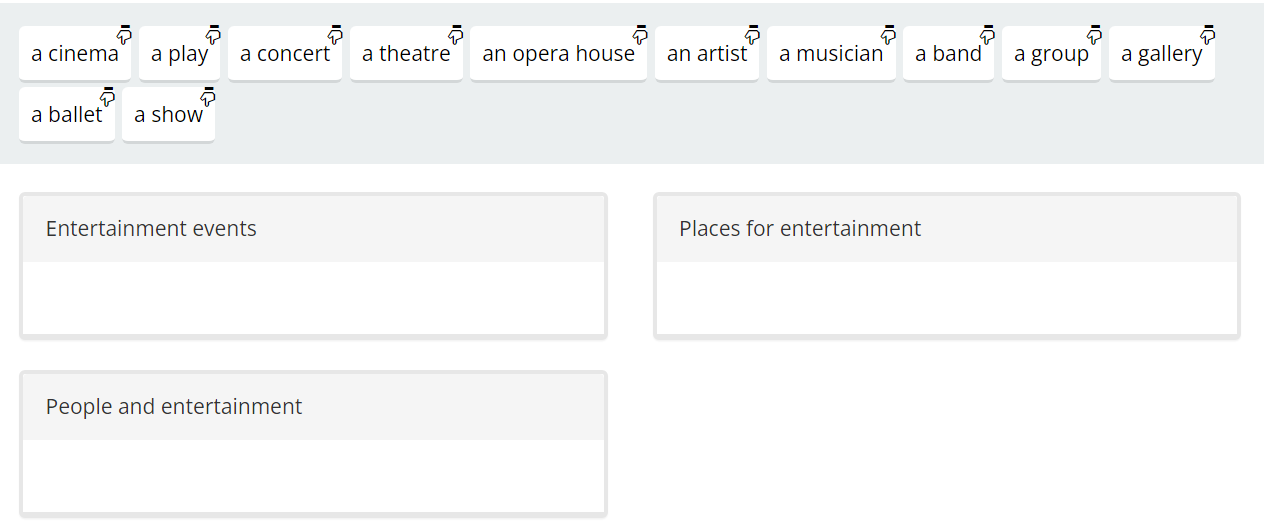 a cinema a play a concert a theatre an opera house an artist a musician a band a group a gallery
a ballet a show
Entertainment events
Places for entertainment
People and entertainment